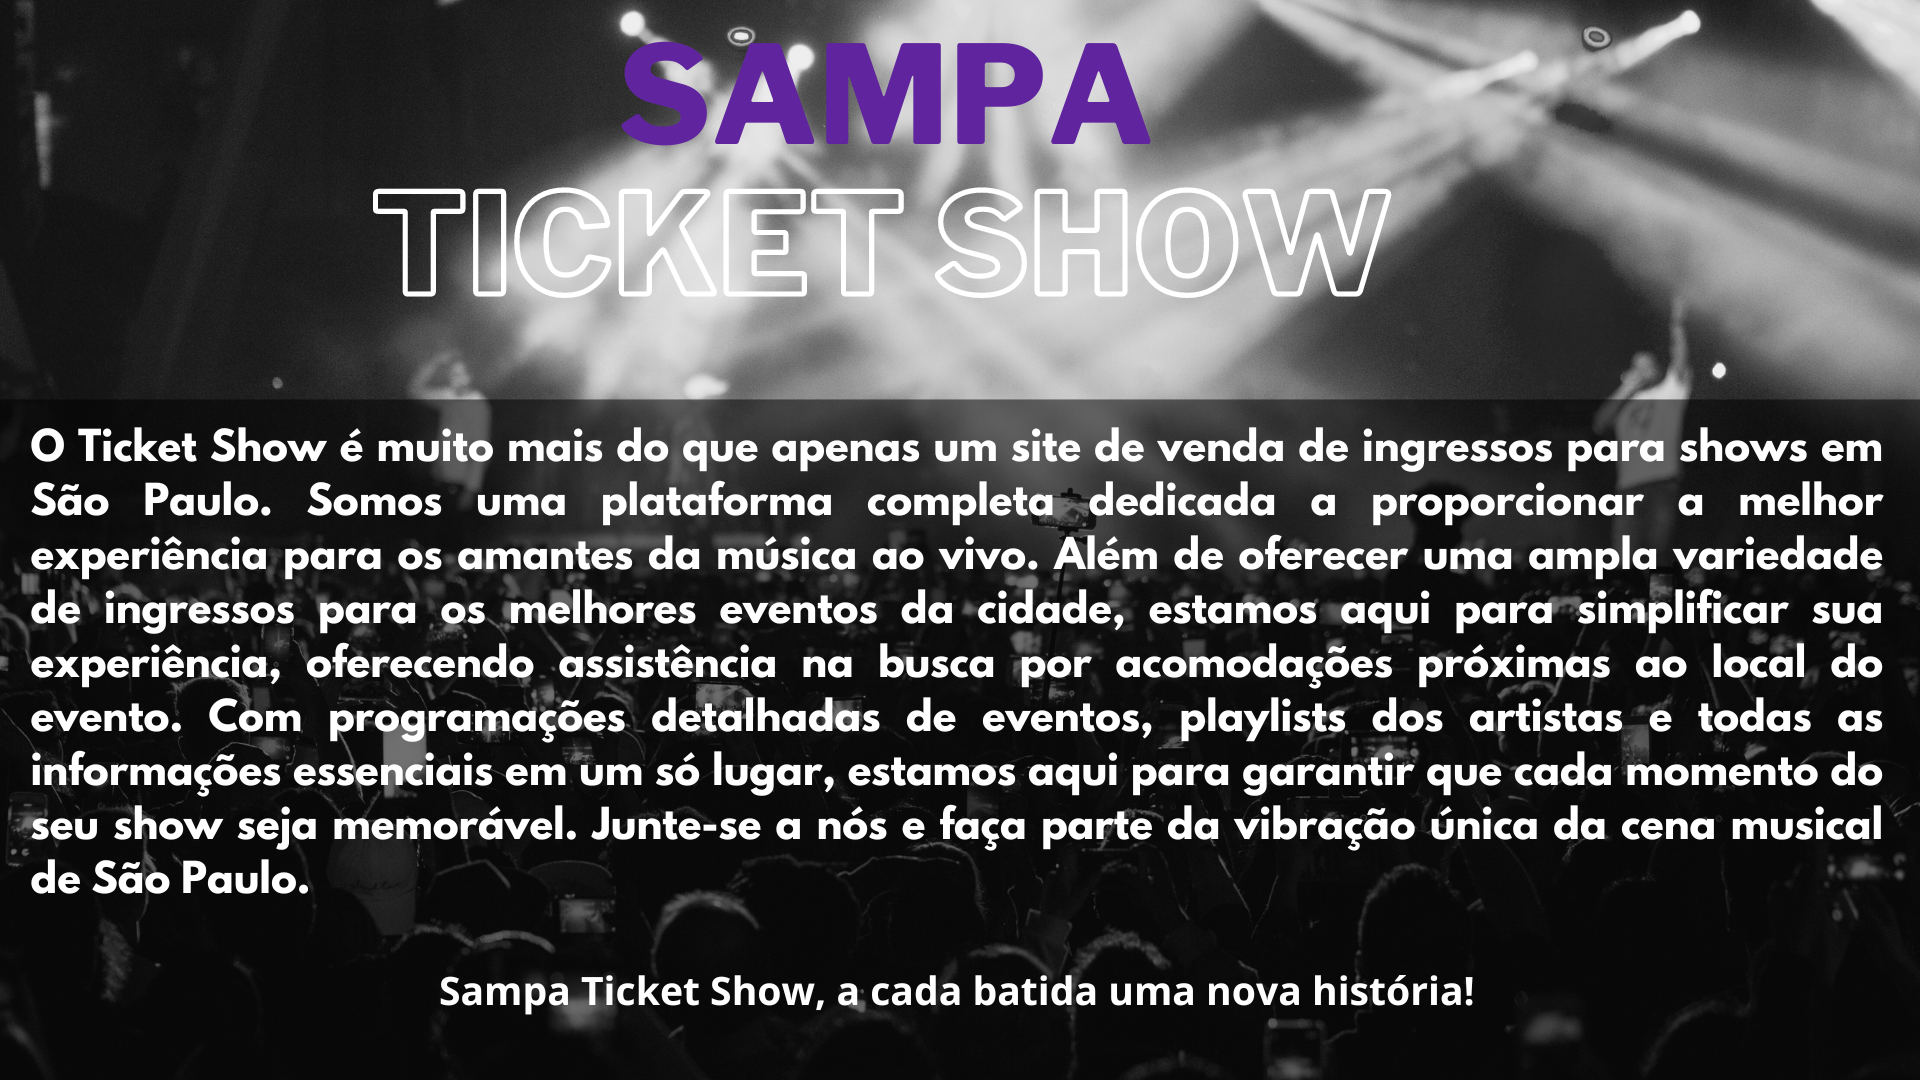 SAMPA
TICKET SHOW
O Ticket Show é muito mais do que apenas um site de venda de ingressos para shows em
São Paulo. Somos uma plataforma completa dedicada a proporcionar a melhor
experiência para os amantes da música ao vivo. Além de oferecer uma ampla variedade
de ingressos para os melhores eventos da cidade, estamos aqui para simplificar sua
experiência, oferecendo assistência na busca por acomodações próximas ao local do
evento. Com programações detalhadas de eventos, playlists dos artistas e todas as
informações essenciais em um só lugar, estamos aqui para garantir que cada momento do
seu show seja memorável. Junte-se a nós e faça parte da vibração única da cena musical
de São Paulo.
Sampa Ticket Show, a cada batida uma nova história!